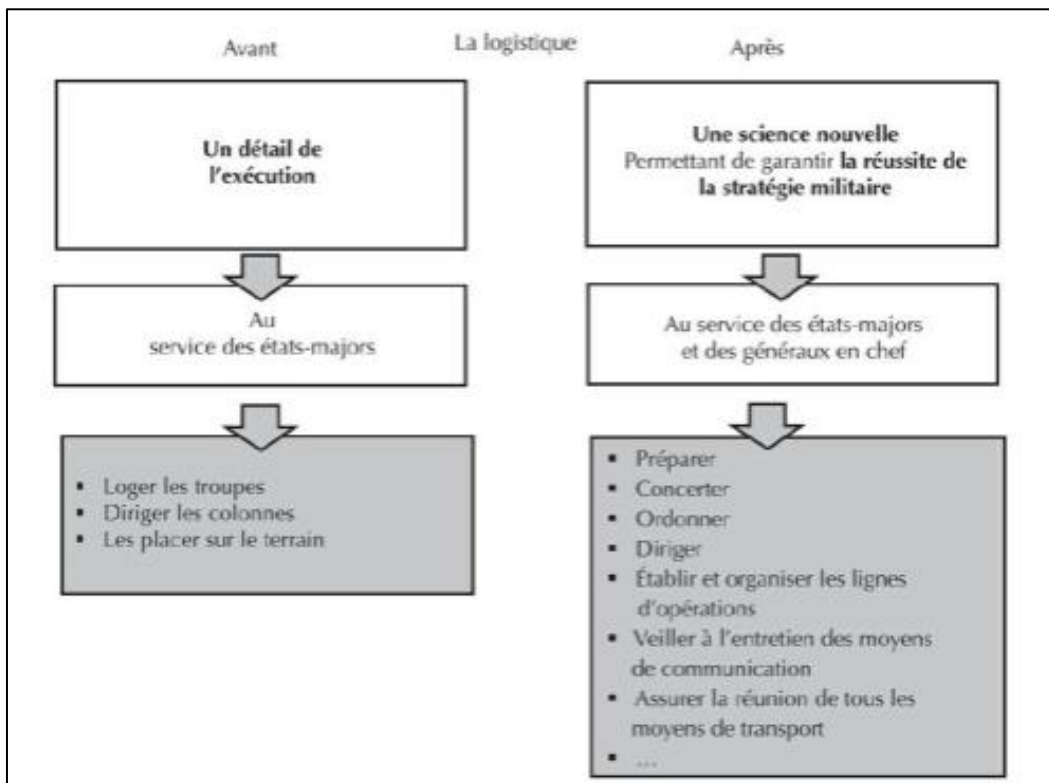 Avant
La logistique
Après
Un détail de
l'exécution
Au
service des états-majors
▪ Loger les troupes
▪ Diriger les colonnes
▪ Les placer sur le terrain
Une science nouvelle
Permettant de garantir la réussite de
la stratégie militaire
Au service des états-majors
et des généraux en chef
▪ Préparer
▪ Concerter
▪ Ordonner
▪ Diriger
▪ Établir et organiser les lignes
d'opérations
▪ Veiller à l'entretien des moyens
de communication
▪ Assurer la réunion de tous les
moyens de transport
▪ ...